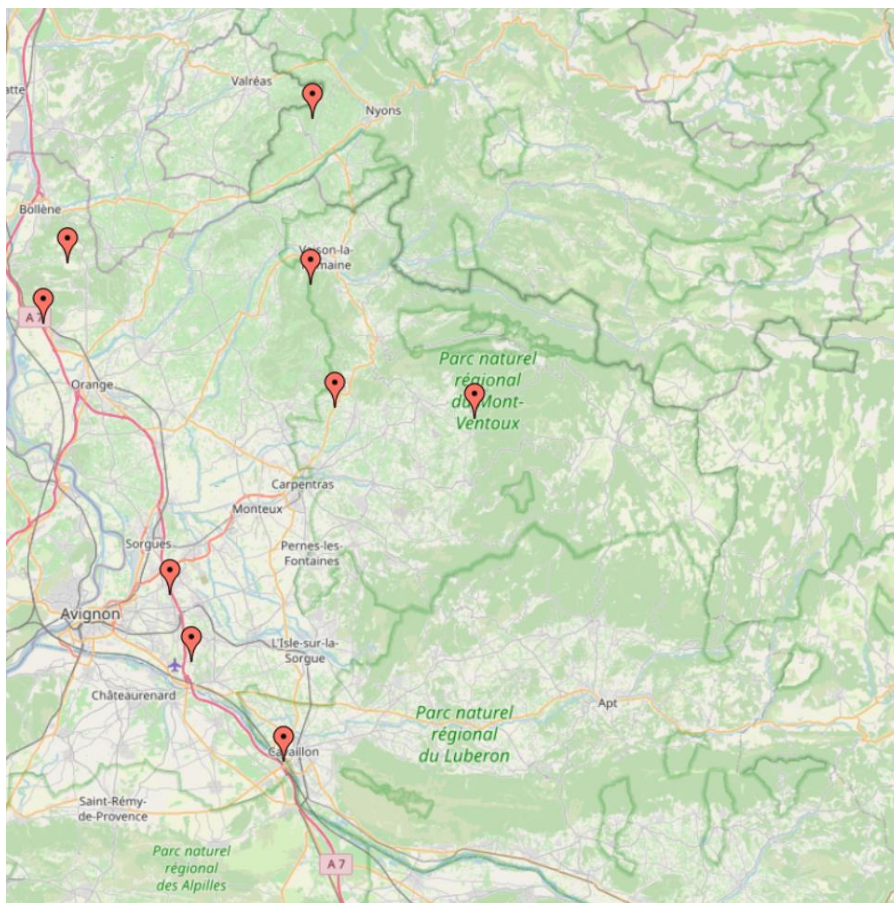 Valréas
atte
Nyons
Bollène
Vaison-la-
Romaine
A 7
Parc naturel
régional
du Mont-
Ventoux
Orange
Carpentras
Monteux
Sorgues
Pernes-les-
Fontaines
Avignon
L'Isle-sur-la-
Sorgue
Châteaurenard
Apt
Parc naturel
régional
du Luberon
Cavaillon
Saint-Rémy-
de-Provence
Parc naturel
régional
des Alpilles
A 7